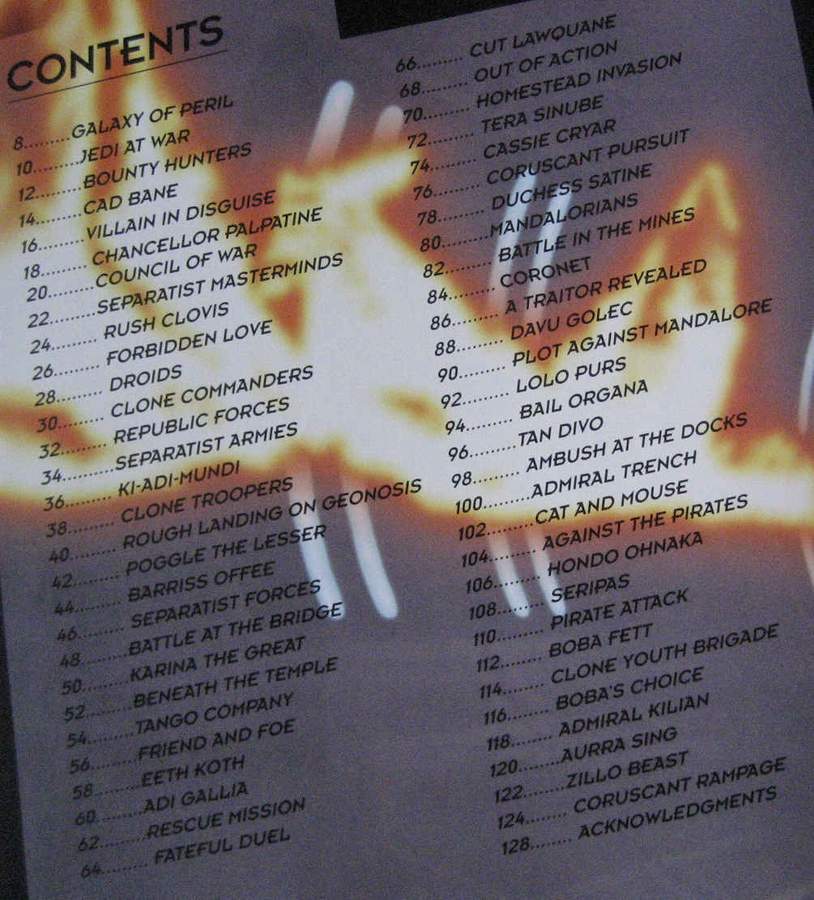 CONTENTS
8.........GALAXY OF PERIL
10.........JEDI AT WAR
12.........BOUNTY HUNTERS
14.........CAD BANE
16.........VILLAIN IN DISGUISE
18......... CHANCELLOR PALPATINE
20.........COUNCIL OF WAR
22.........SEPARATIST MASTERMINDS
24......... RUSH CLOVIS
26......... FORBIDDEN LOVE
28......... DROIDS
30......... CLONE COMMANDERS
32......... REPUBLIC FORCES
34.........SEPARATIST ARMIES
36......... KI-ADI-MUNDI
38......... CLONE TROOPERS
40......... ROUGH LANDING ON GEONOSIS
42......... POGGLE THE LESSER
44......... BARRISS OFFEE
46......... SEPARATIST FORCES
48.........BATTLE AT THE BRIDGE
50.........KARINA THE GREAT
52.........BENEATH THE TEMPLE
54.........TANGO COMPANY
56.........FRIEND AND FOE
58.........EETH KOTH
60.........ADI GALLIA
62.........RESCUE MISSION
64......... FATEFUL DUEL
66......... CUT LAWQUANE
68......... OUT OF ACTION
70......... HOMESTEAD INVASION
72......... TERA SINUBE
74......... CASSIE CRYAR
76......... CORUSCANT PURSUIT
78......... DUCHESS SATINE
80.........MANDALORIANS
82......... BATTLE IN THE MINES
84......... CORONET
86......... A TRAITOR REVEALED
88......... DAVU GOLEC
90......... PLOT AGAINST MANDALORE
92......... LOLO PURS
94......... BAIL ORGANA
96.........TAN DIVO
98......... AMBUSH AT THE DOCKS
100.........ADMIRAL TRENCH
102.........CAT AND MOUSE
104......... AGAINST THE PIRATES
106......... HONDO OHNAKA
108......... SERIPAS
110......... PIRATE ATTACK
112......... BOBA FETT
114......... CLONE YOUTH BRIGADE
116......... BOBA'S CHOICE
118......... ADMIRAL KILIAN
120.........AURRA SING
122.........ZILLO BEAST
124......... CORUSCANT RAMPAGE
128......... ACKNOWLEDGMENTS